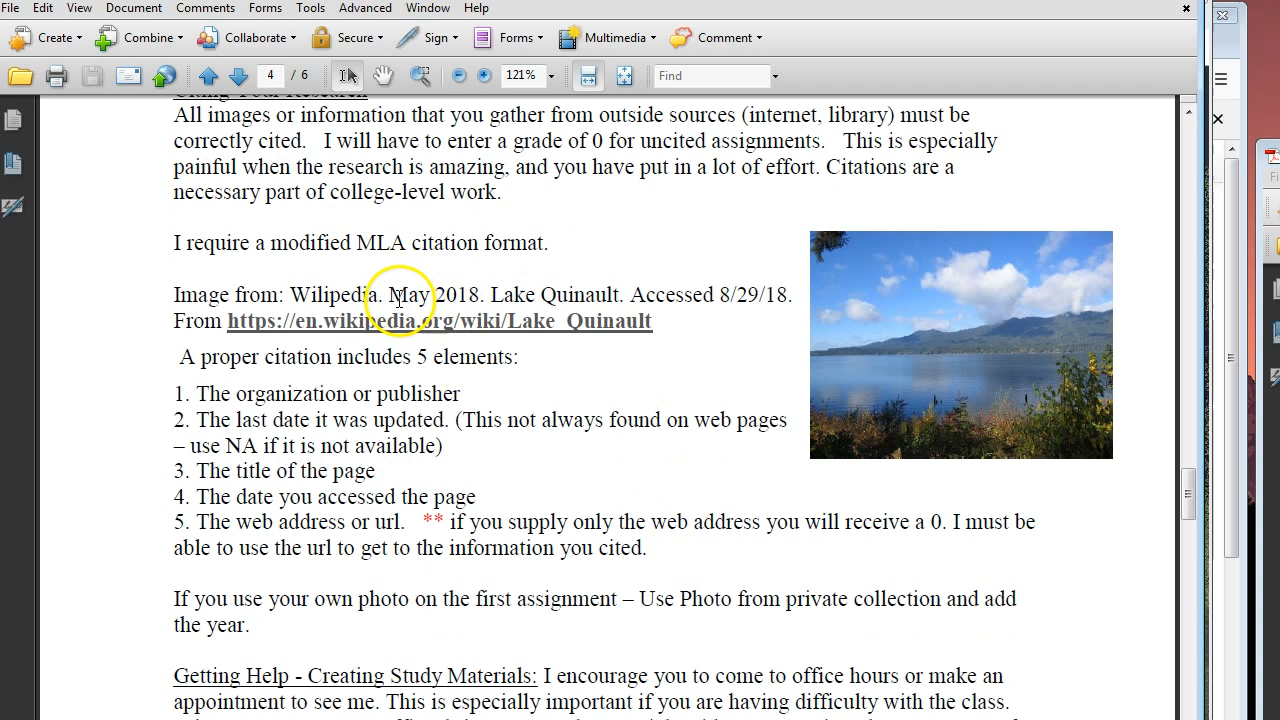 File Edit View Document Comments Forms Tools Advanced Window Help
Create Combine Collaborate Secure Sign Forms Multimedia Comment
4 / 6 121% Find
All images or information that you gather from outside sources (internet, library) must be
correctly cited. I will have to enter a grade of 0 for uncited assignments. This is especially
painful when the research is amazing, and you have put in a lot of effort. Citations are a
necessary part of college-level work.
I require a modified MLA citation format.
Image from: Wilipedia. May 2018. Lake Quinault. Accessed 8/29/18.
From https://en.wikipedia.org/wiki/Lake_Quinault
A proper citation includes 5 elements:
1. The organization or publisher
2. The last date it was updated. (This not always found on web pages
– use NA if it is not available)
3. The title of the page
4. The date you accessed the page
5. The web address or url. ** if you supply only the web address you will receive a 0. I must be
able to use the url to get to the information you cited.
If you use your own photo on the first assignment – Use Photo from private collection and add
the year.
Getting Help - Creating Study Materials: I encourage you to come to office hours or make an
appointment to see me. This is especially important if you are having difficulty with the class.